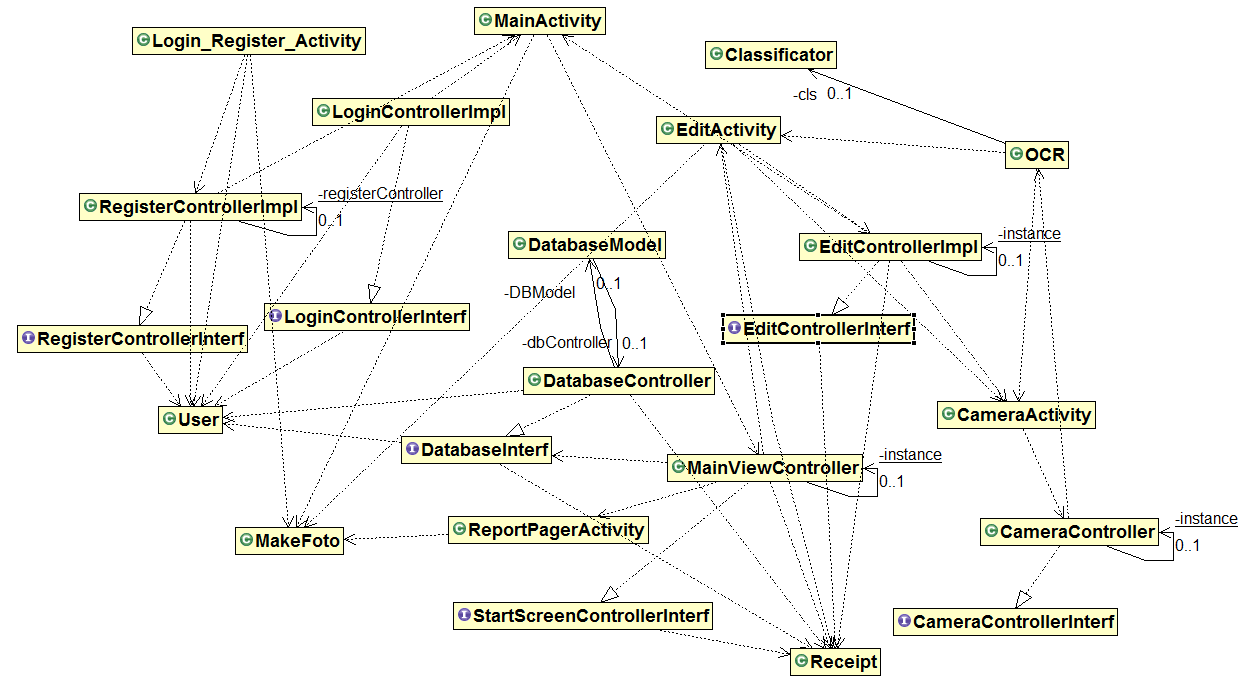 MainActivity
Login_Register_Activity
Classificator
-cls 0..1
LoginControllerImpl
EditActivity
OCR
-registerController
RegisterControllerImpl
0..1
-instance
DatabaseModel
EditControllerImpl
0..1
0..1
-DBModel
LoginControllerInterf
EditControllerInterf
RegisterControllerInterf
-dbController 0..1
DatabaseController
CameraActivity
User
DatabaseInterf
-instance
MainViewController
0..1
-instance
ReportPagerActivity
CameraController
MakeFoto
0..1
StartScreenControllerInterf
CameraControllerInterf
Receipt
C
C
C
C
C
C
C
C
C
I
I
I
C
C
C
I
C
C
C
C
I
I
C